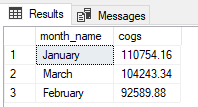 Results Messages
month_name cogs
1 January 110754.16
2 March 104243.34
3 February 92589.88